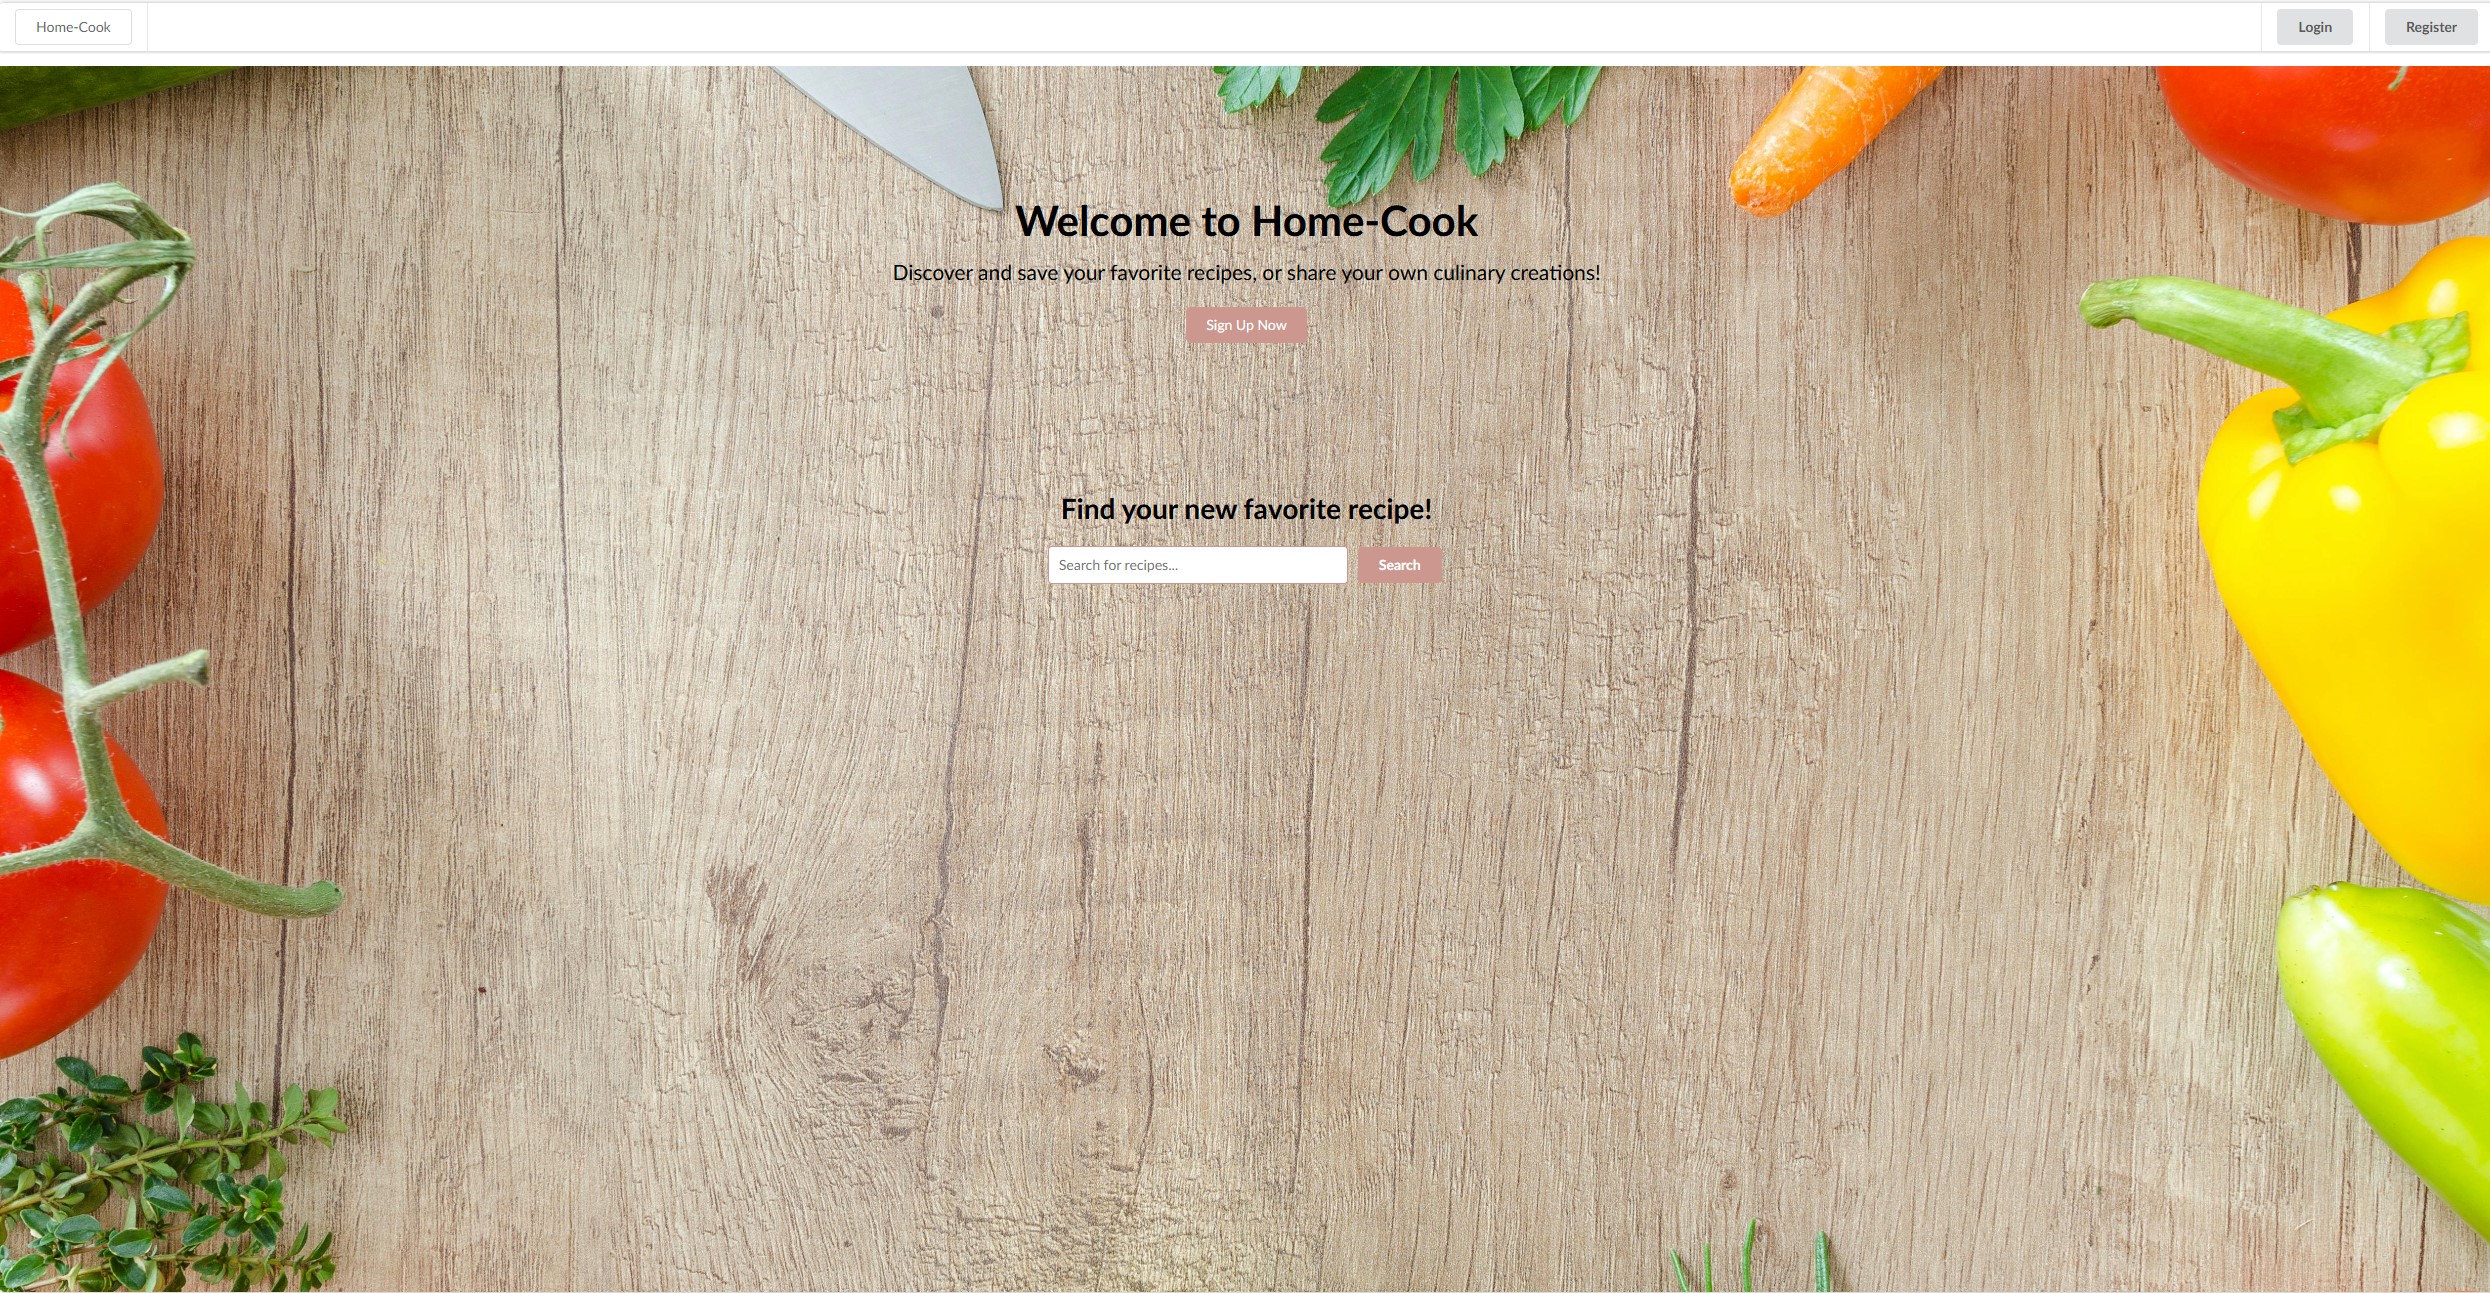 Home-Cook
Login
Register
Welcome to Home-Cook
Discover and save your favorite recipes, or share your own culinary creations!
Sign Up Now
Find your new favorite recipe!
Search for recipes...
Search